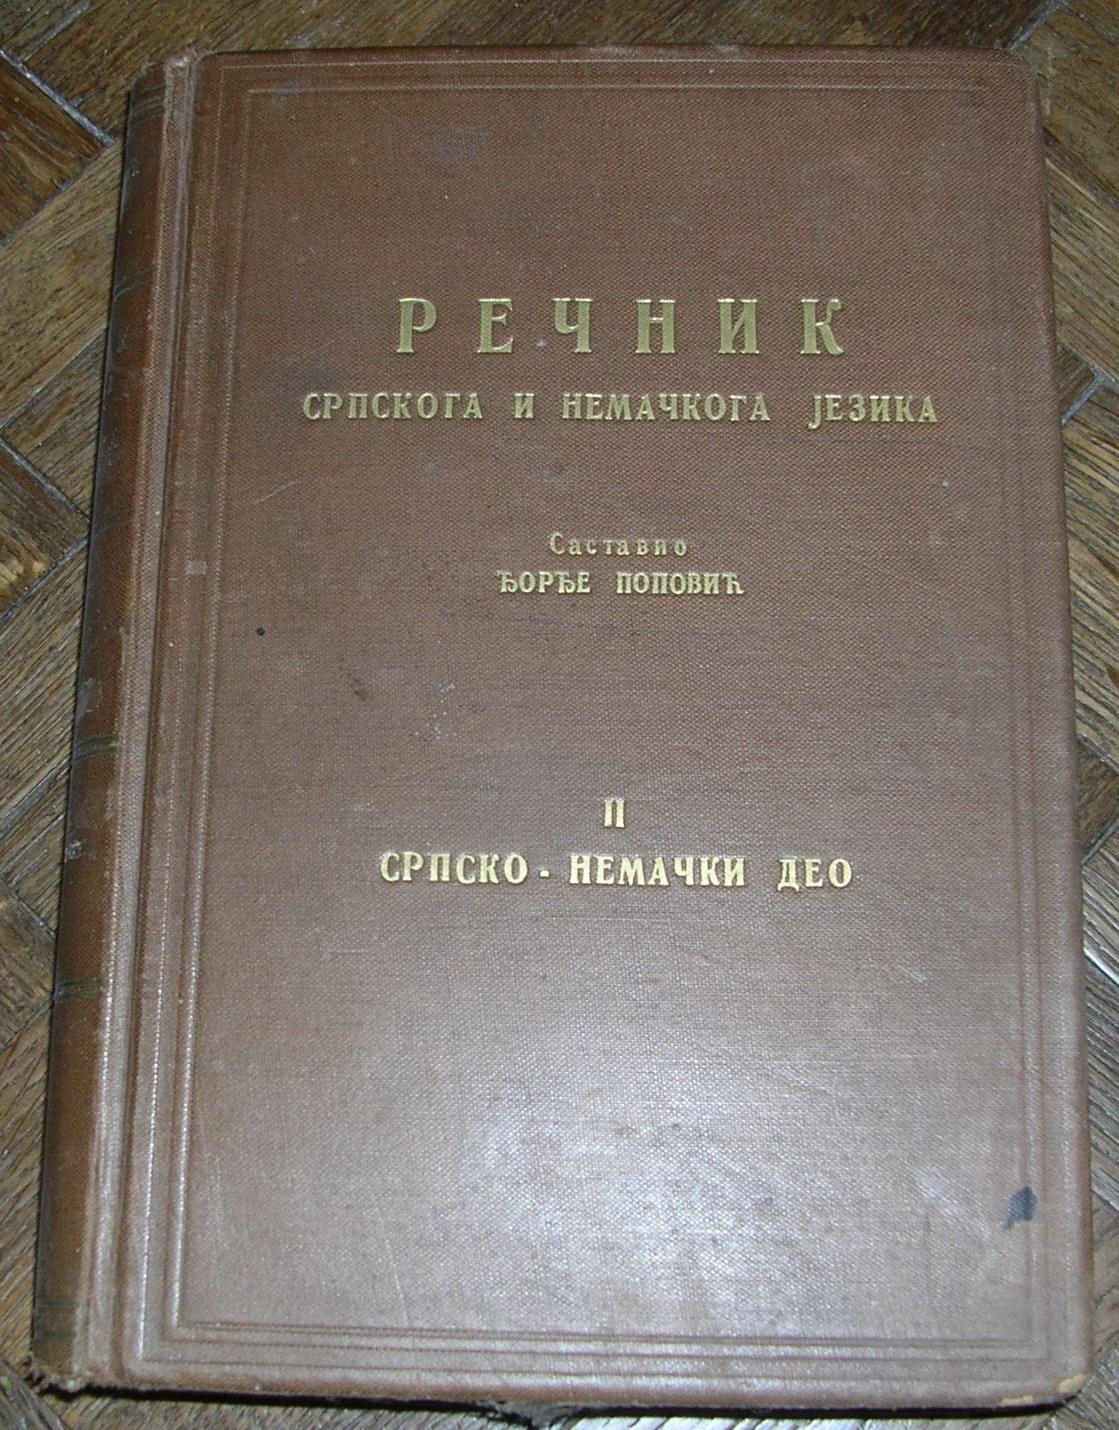 РЕЧНИК
СРПСКОГА И НЕМАЧКОГА ЈЕЗИКА
Саставио
ЂОРЂЕ ПОПОВИЋ
II
СРПСКО - НЕМАЧКИ ДЕО